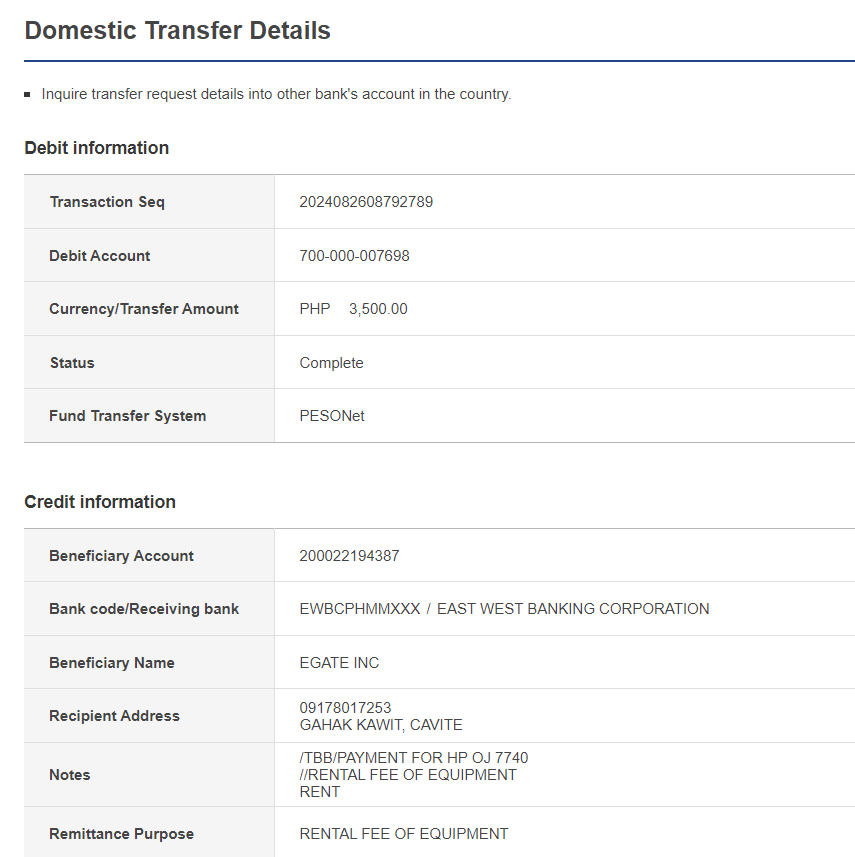 Domestic Transfer Details
Inquire transfer request details into other bank's account in the country.
Debit information
Transaction Seq 2024082608792789
Debit Account 700-000-007698
Currency/Transfer Amount PHP 3,500.00
Status Complete
Fund Transfer System PESONet
Credit information
Beneficiary Account 200022194387
Bank code/Receiving bank EWBCPHMMXXX / EAST WEST BANKING CORPORATION
Beneficiary Name EGATE INC
Recipient Address 09178017253
GAHAK KAWIT, CAVITE
Notes /TBB/PAYMENT FOR HP OJ 7740
//RENTAL FEE OF EQUIPMENT
RENT
Remittance Purpose RENTAL FEE OF EQUIPMENT